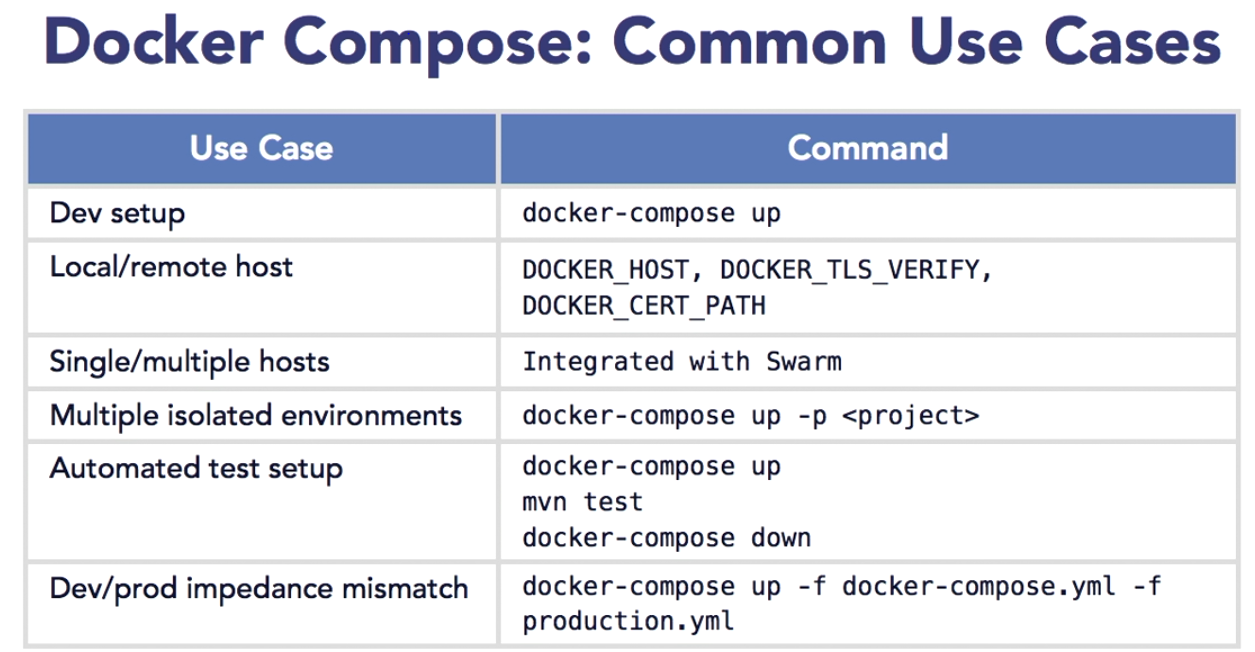 Docker Compose: Common Use Cases
Use Case Command
Dev setup docker-compose up
Local/remote host DOCKER_HOST, DOCKER_TLS_VERIFY,
DOCKER_CERT_PATH
Single/multiple hosts Integrated with Swarm
Multiple isolated environments docker-compose up -p <project>
Automated test setup docker-compose up
mvn test
docker-compose down
Dev/prod impedance mismatch docker-compose up -f docker-compose.yml -f
production.yml